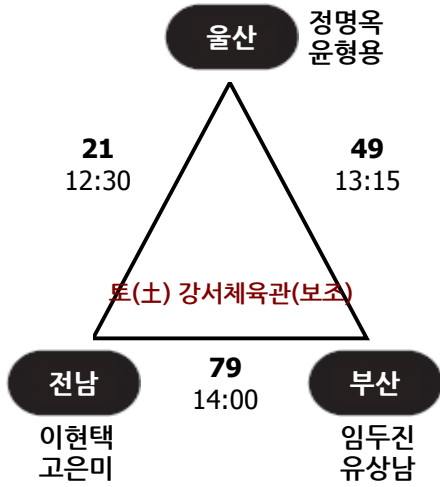 울산
정명옥
윤형용
21
12:30
49
13:15
토(土) 강서체육관(보조)
전남
79
14:00
부산
이현택
고은미
임두진
유상남